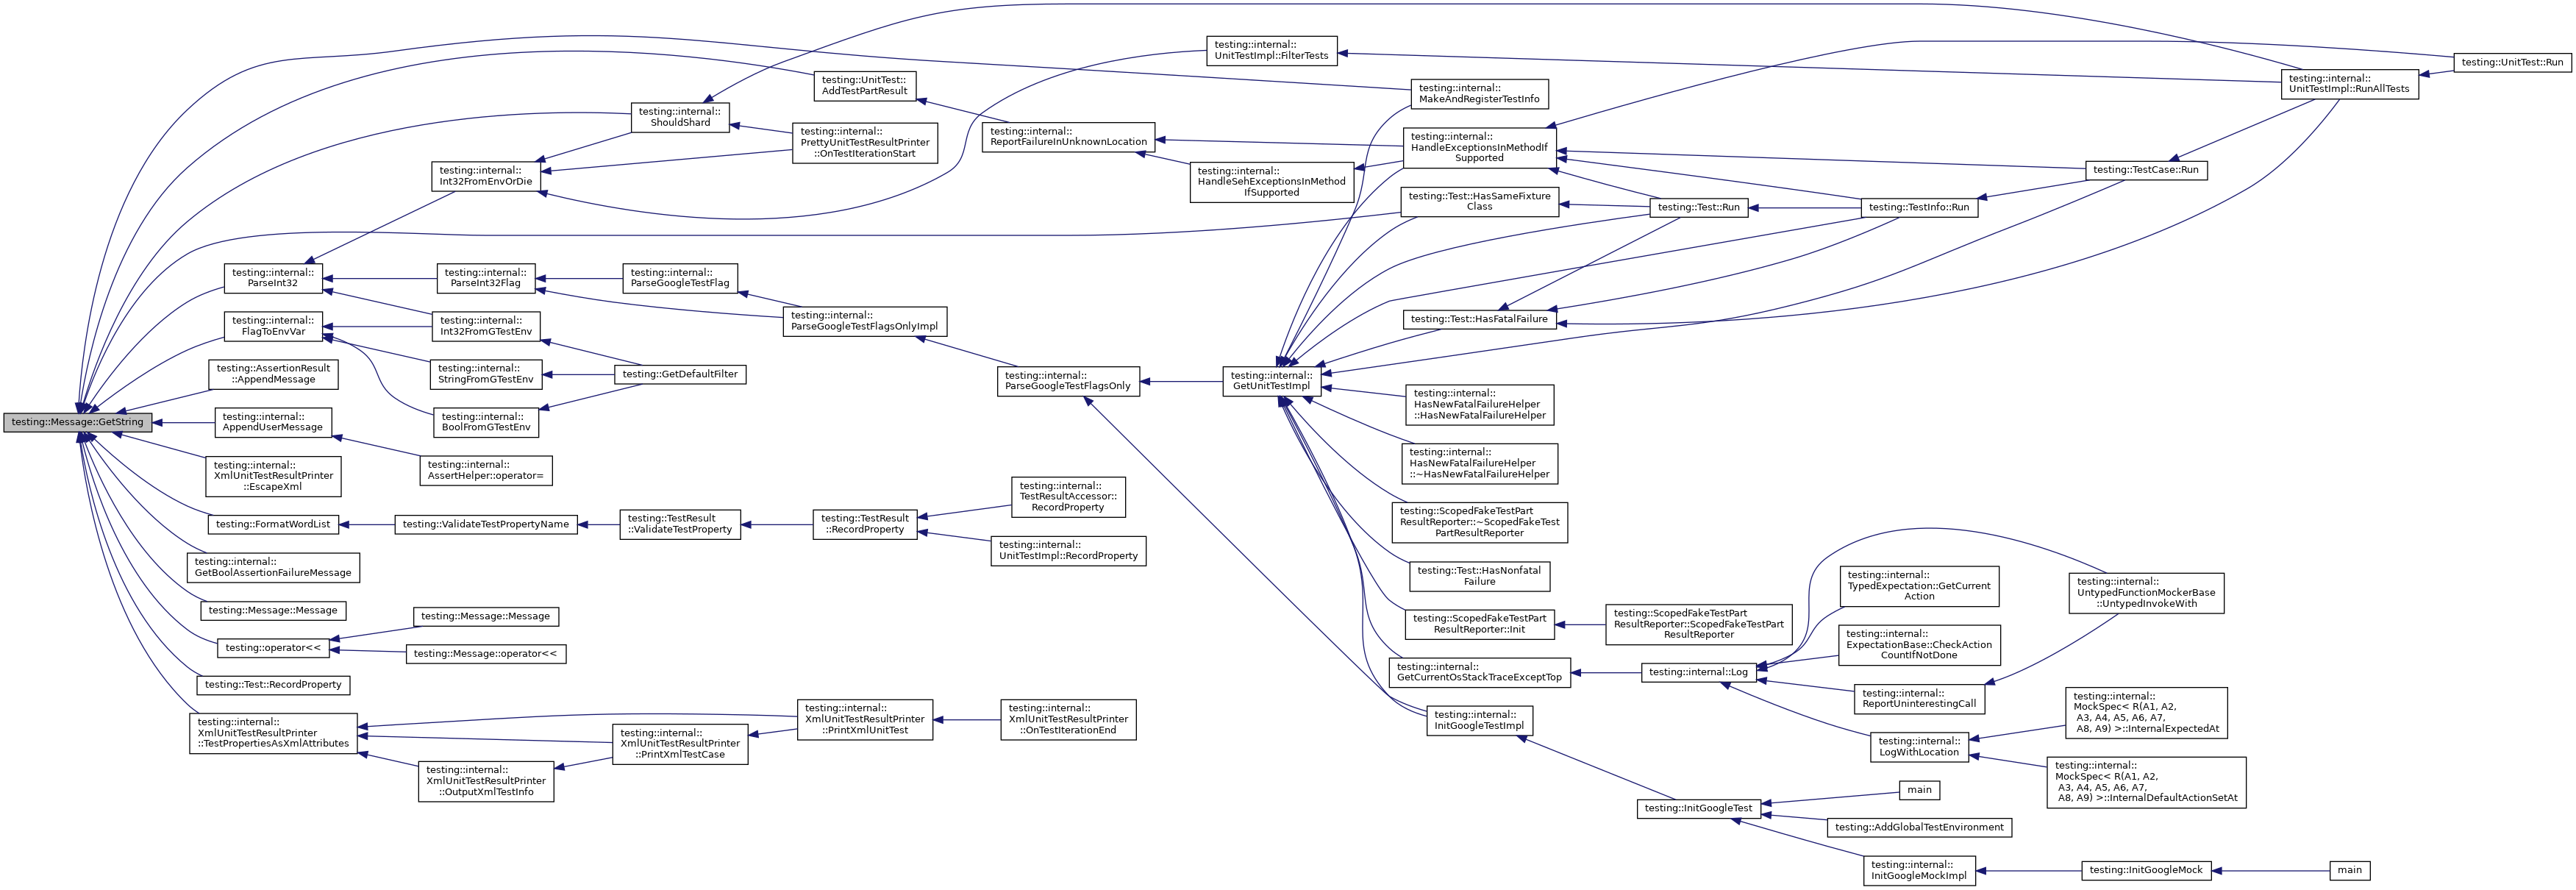 testing::Message::GetString
testing::internal::
ParseInt32
testing::internal::
FlagToEnvVar
testing::AssertionResult
::AppendMessage
testing::internal::
AppendUserMessage
testing::internal::
XmlUnitTestResultPrinter
::EscapeXml
testing::FormatWordList
testing::internal::
GetBoolAssertionFailureMessage
testing::Message::Message
testing::operator<<
testing::Test::RecordProperty
testing::internal::
XmlUnitTestResultPrinter
::TestPropertiesAsXmlAttributes
testing::internal::
Int32FromEnvOrDie
testing::internal::
ParseInt32Flag
testing::internal::
Int32FromGTestEnv
testing::internal::
StringFromGTestEnv
testing::internal::
BoolFromGTestEnv
testing::internal::
AssertHelper::operator=
testing::ValidateTestPropertyName
testing::Message::Message
testing::Message::operator<<
testing::internal::
XmlUnitTestResultPrinter
::OutputXmlTestInfo
testing::internal::
ShouldShard
testing::internal::
ParseGoogleTestFlag
testing::GetDefaultFilter
testing::TestResult
::ValidateTestProperty
testing::internal::
XmlUnitTestResultPrinter
::PrintXmlTestCase
testing::UnitTest::
AddTestPartResult
testing::internal::
PrettyUnitTestResultPrinter
::OnTestIterationStart
testing::internal::
ParseGoogleTestFlagsOnlyImpl
testing::TestResult
::RecordProperty
testing::internal::
XmlUnitTestResultPrinter
::PrintXmlUnitTest
testing::internal::
ReportFailureInUnknownLocation
testing::internal::
ParseGoogleTestFlagsOnly
testing::internal::
TestResultAccessor::
RecordProperty
testing::internal::
UnitTestImpl::RecordProperty
testing::internal::
XmlUnitTestResultPrinter
::OnTestIterationEnd
testing::internal::
UnitTestImpl::FilterTests
testing::internal::
HandleSehExceptionsInMethod
IfSupported
testing::internal::
GetUnitTestImpl
testing::internal::
MakeAndRegisterTestInfo
testing::internal::
HandleExceptionsInMethodIf
Supported
testing::Test::HasSameFixture
Class
testing::Test::HasFatalFailure
testing::internal::
HasNewFatalFailureHelper
::HasNewFatalFailureHelper
testing::internal::
HasNewFatalFailureHelper
::~HasNewFatalFailureHelper
testing::ScopedFakeTestPart
ResultReporter::~ScopedFakeTest
PartResultReporter
testing::Test::HasNonfatal
Failure
testing::ScopedFakeTestPart
ResultReporter::Init
testing::internal::
GetCurrentOsStackTraceExceptTop
testing::internal::
InitGoogleTestImpl
testing::Test::Run
testing::ScopedFakeTestPart
ResultReporter::ScopedFakeTestPart
ResultReporter
testing::internal::Log
testing::InitGoogleTest
testing::TestInfo::Run
testing::internal::
TypedExpectation::GetCurrent
Action
testing::internal::
ExpectationBase::CheckAction
CountIfNotDone
testing::internal::
ReportUninterestingCall
testing::internal::
LogWithLocation
main
testing::AddGlobalTestEnvironment
testing::internal::
InitGoogleMockImpl
testing::TestCase::Run
testing::internal::
UntypedFunctionMockerBase
::UntypedInvokeWith
testing::internal::
MockSpec< R(A1, A2,
A3, A4, A5, A6, A7,
A8, A9) >::InternalExpectedAt
testing::internal::
MockSpec< R(A1, A2,
A3, A4, A5, A6, A7,
A8, A9) >::InternalDefaultActionSetAt
testing::InitGoogleMock
testing::internal::
UnitTestImpl::RunAllTests
main
testing::UnitTest::Run